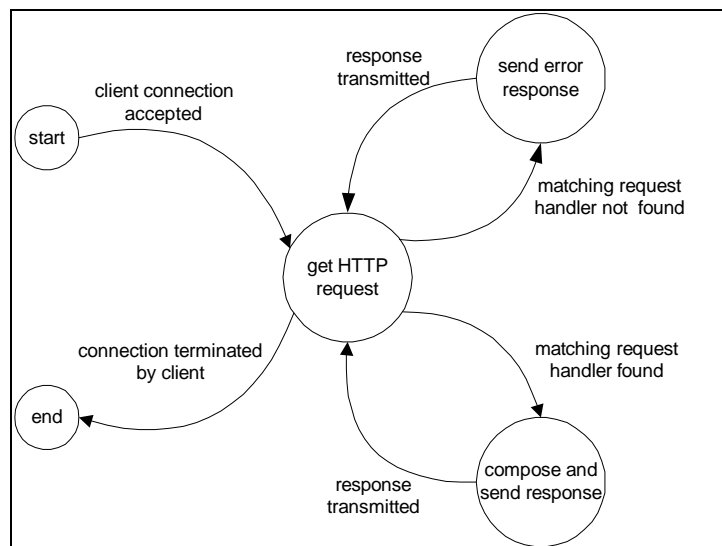 response
transmitted
send error
response
client connection
accepted
start
matching request
handler not found
get HTTP
request
connection terminated
by client
matching request
handler found
end
response
transmitted
compose and
send response